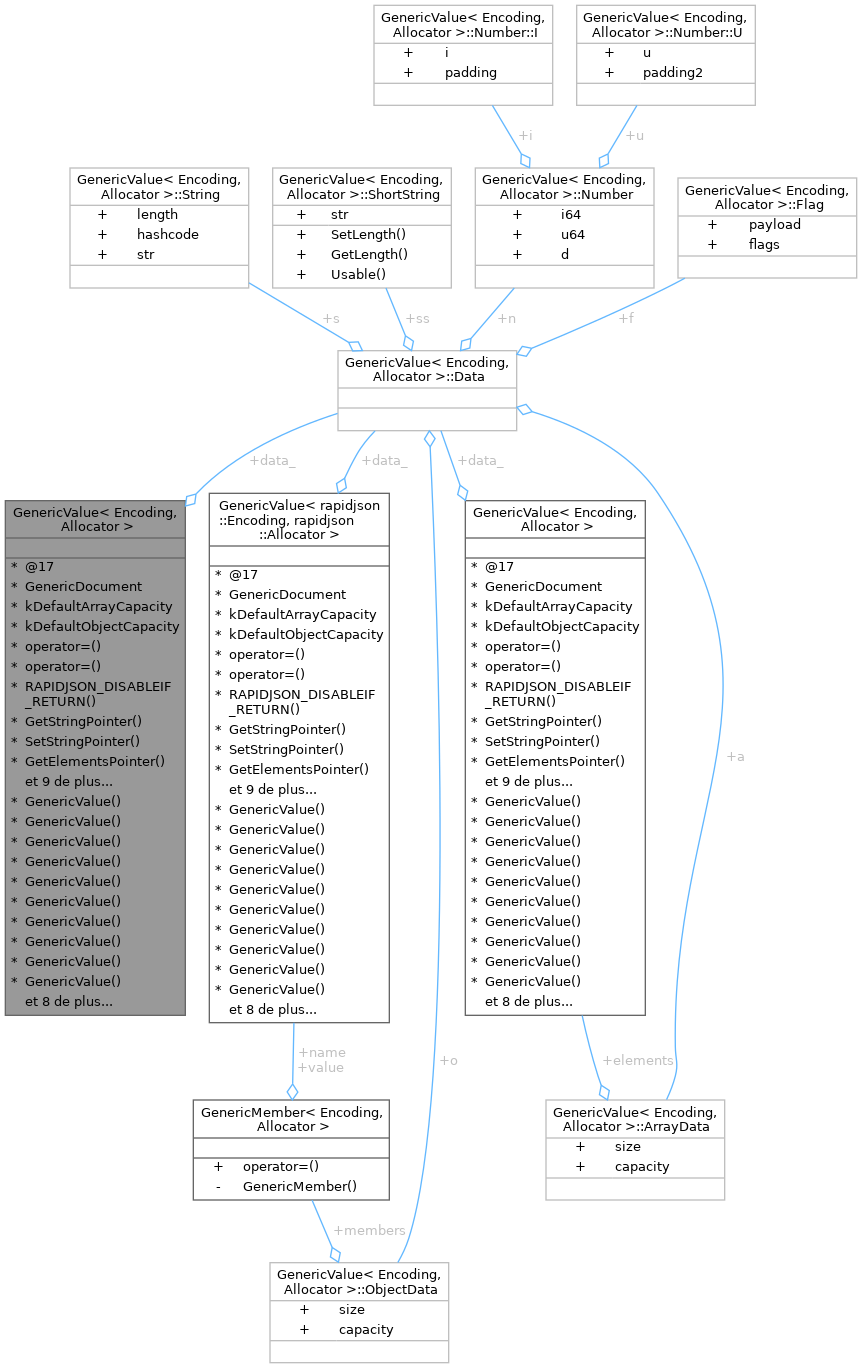 GenericValue< Encoding,
Allocator >::Number::I
+ i
+ padding
GenericValue< Encoding,
Allocator >::Number::U
+ u
+ padding2
+i
+u
GenericValue< Encoding,
Allocator >::String
+ length
+ hashcode
+ str
GenericValue< Encoding,
Allocator >::ShortString
+ str
+ SetLength()
+ GetLength()
+ Usable()
GenericValue< Encoding,
Allocator >::Number
+ i64
+ u64
+ d
GenericValue< Encoding,
Allocator >::Flag
+ payload
+ flags
+s
+ss
+n
+f
GenericValue< Encoding,
Allocator >::Data
+data_
+data_
+data_
GenericValue< Encoding,
Allocator >
* @17
* GenericDocument
* kDefaultArrayCapacity
* kDefaultObjectCapacity
* operator=()
* operator=()
* RAPIDJSON_DISABLEIF
_RETURN()
* GetStringPointer()
* SetStringPointer()
* GetElementsPointer()
et 9 de plus...
* GenericValue()
* GenericValue()
* GenericValue()
* GenericValue()
* GenericValue()
* GenericValue()
* GenericValue()
* GenericValue()
* GenericValue()
* GenericValue()
et 8 de plus...
GenericValue< rapidjson
::Encoding, rapidjson
::Allocator >
* @17
* GenericDocument
* kDefaultArrayCapacity
* kDefaultObjectCapacity
* operator=()
* operator=()
* RAPIDJSON_DISABLEIF
_RETURN()
* GetStringPointer()
* SetStringPointer()
* GetElementsPointer()
et 9 de plus...
* GenericValue()
* GenericValue()
* GenericValue()
* GenericValue()
* GenericValue()
* GenericValue()
* GenericValue()
* GenericValue()
* GenericValue()
* GenericValue()
et 8 de plus...
GenericValue< Encoding,
Allocator >
* @17
* GenericDocument
* kDefaultArrayCapacity
* kDefaultObjectCapacity
* operator=()
* operator=()
* RAPIDJSON_DISABLEIF
_RETURN()
* GetStringPointer()
* SetStringPointer()
* GetElementsPointer()
et 9 de plus...
* GenericValue()
* GenericValue()
* GenericValue()
* GenericValue()
* GenericValue()
* GenericValue()
* GenericValue()
* GenericValue()
* GenericValue()
* GenericValue()
et 8 de plus...
+a
+name
+value
+o
+elements
GenericMember< Encoding,
Allocator >
+ operator=()
- GenericMember()
GenericValue< Encoding,
Allocator >::ArrayData
+ size
+ capacity
+members
GenericValue< Encoding,
Allocator >::ObjectData
+ size
+ capacity